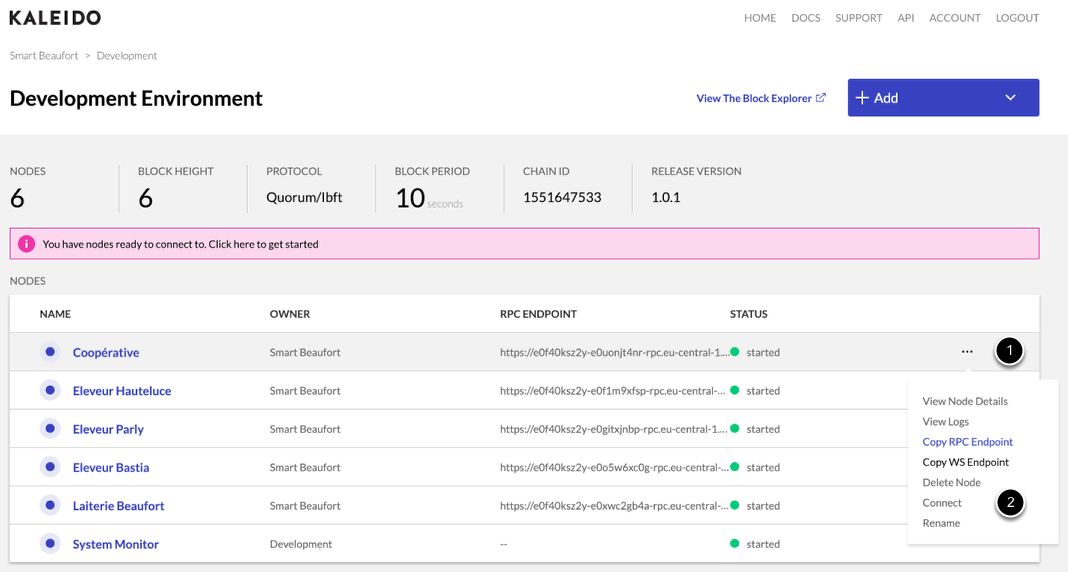 KALEIDO
HOME DOCS SUPPORT API ACCOUNT LOGOUT
Smart Beaufort > Development
Development Environment
View The Block Explorer
+ Add
NODES BLOCK HEIGHT PROTOCOL BLOCK PERIOD CHAIN ID RELEASE VERSION
6 6 Quorum/Ibft 10 seconds 1551647533 1.0.1
i You have nodes ready to connect to. Click here to get started
NODES
NAME OWNER RPC ENDPOINT STATUS
Coopérative Smart Beaufort https://e0f40ksz2y-e0uonjt4nr-rpc.eu-central-1.... started ... 1
Eleveur Hauteluce Smart Beaufort https://e0f40ksz2y-e0f1m9xfsp-rpc.eu-central-... started
Eleveur Parly Smart Beaufort https://e0f40ksz2y-e0gitxjnbp-rpc.eu-central-1.... started
Eleveur Bastia Smart Beaufort https://e0f40ksz2y-e0o5w6xc0g-rpc.eu-central-... started
Laiterie Beaufort Smart Beaufort https://e0f40ksz2y-e0xwc2gb4a-rpc.eu-central-... started
System Monitor Development -- started
View Node Details
View Logs
Copy RPC Endpoint
Copy WS Endpoint
Delete Node
Connect 2
Rename